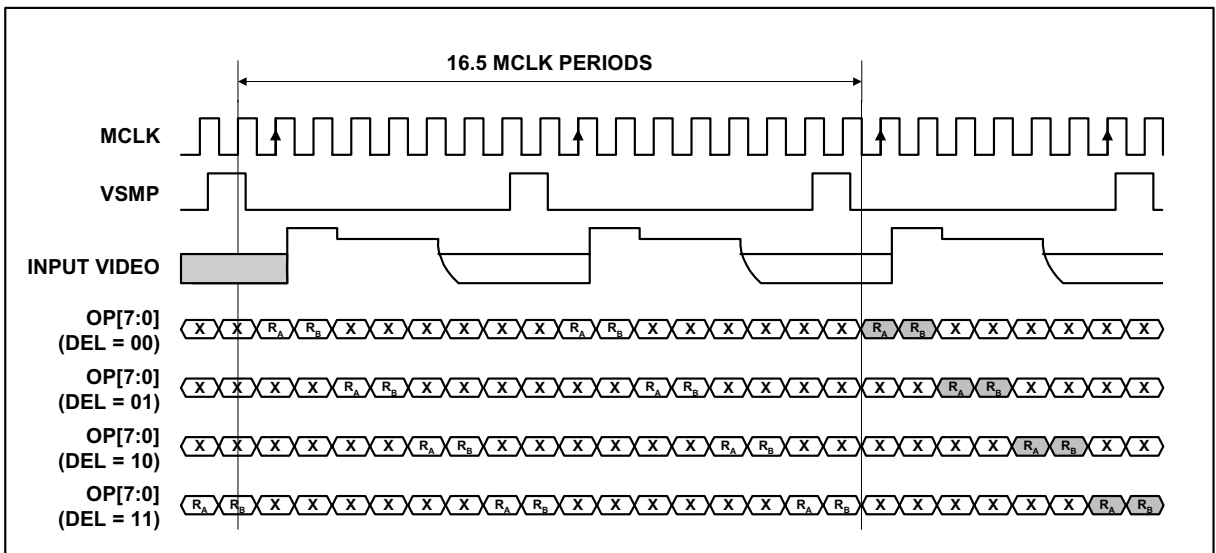 16.5 MCLK PERIODS
MCLK
VSMP
INPUT VIDEO
OP[7:0] X X RA RB X X X X X X RA RB X X X X X X RA RB X X X X X X
(DEL = 00)
OP[7:0] X X X X RA RB X X X X X X RA RB X X X X X X RA RB X X X X
(DEL = 01)
OP[7:0] X X X X X X RA RB X X X X X X RA RB X X X X X X RA RB X X
(DEL = 10)
OP[7:0] RA RB X X X X X X RA RB X X X X X X RA RB X X X X X X RA RB
(DEL = 11)